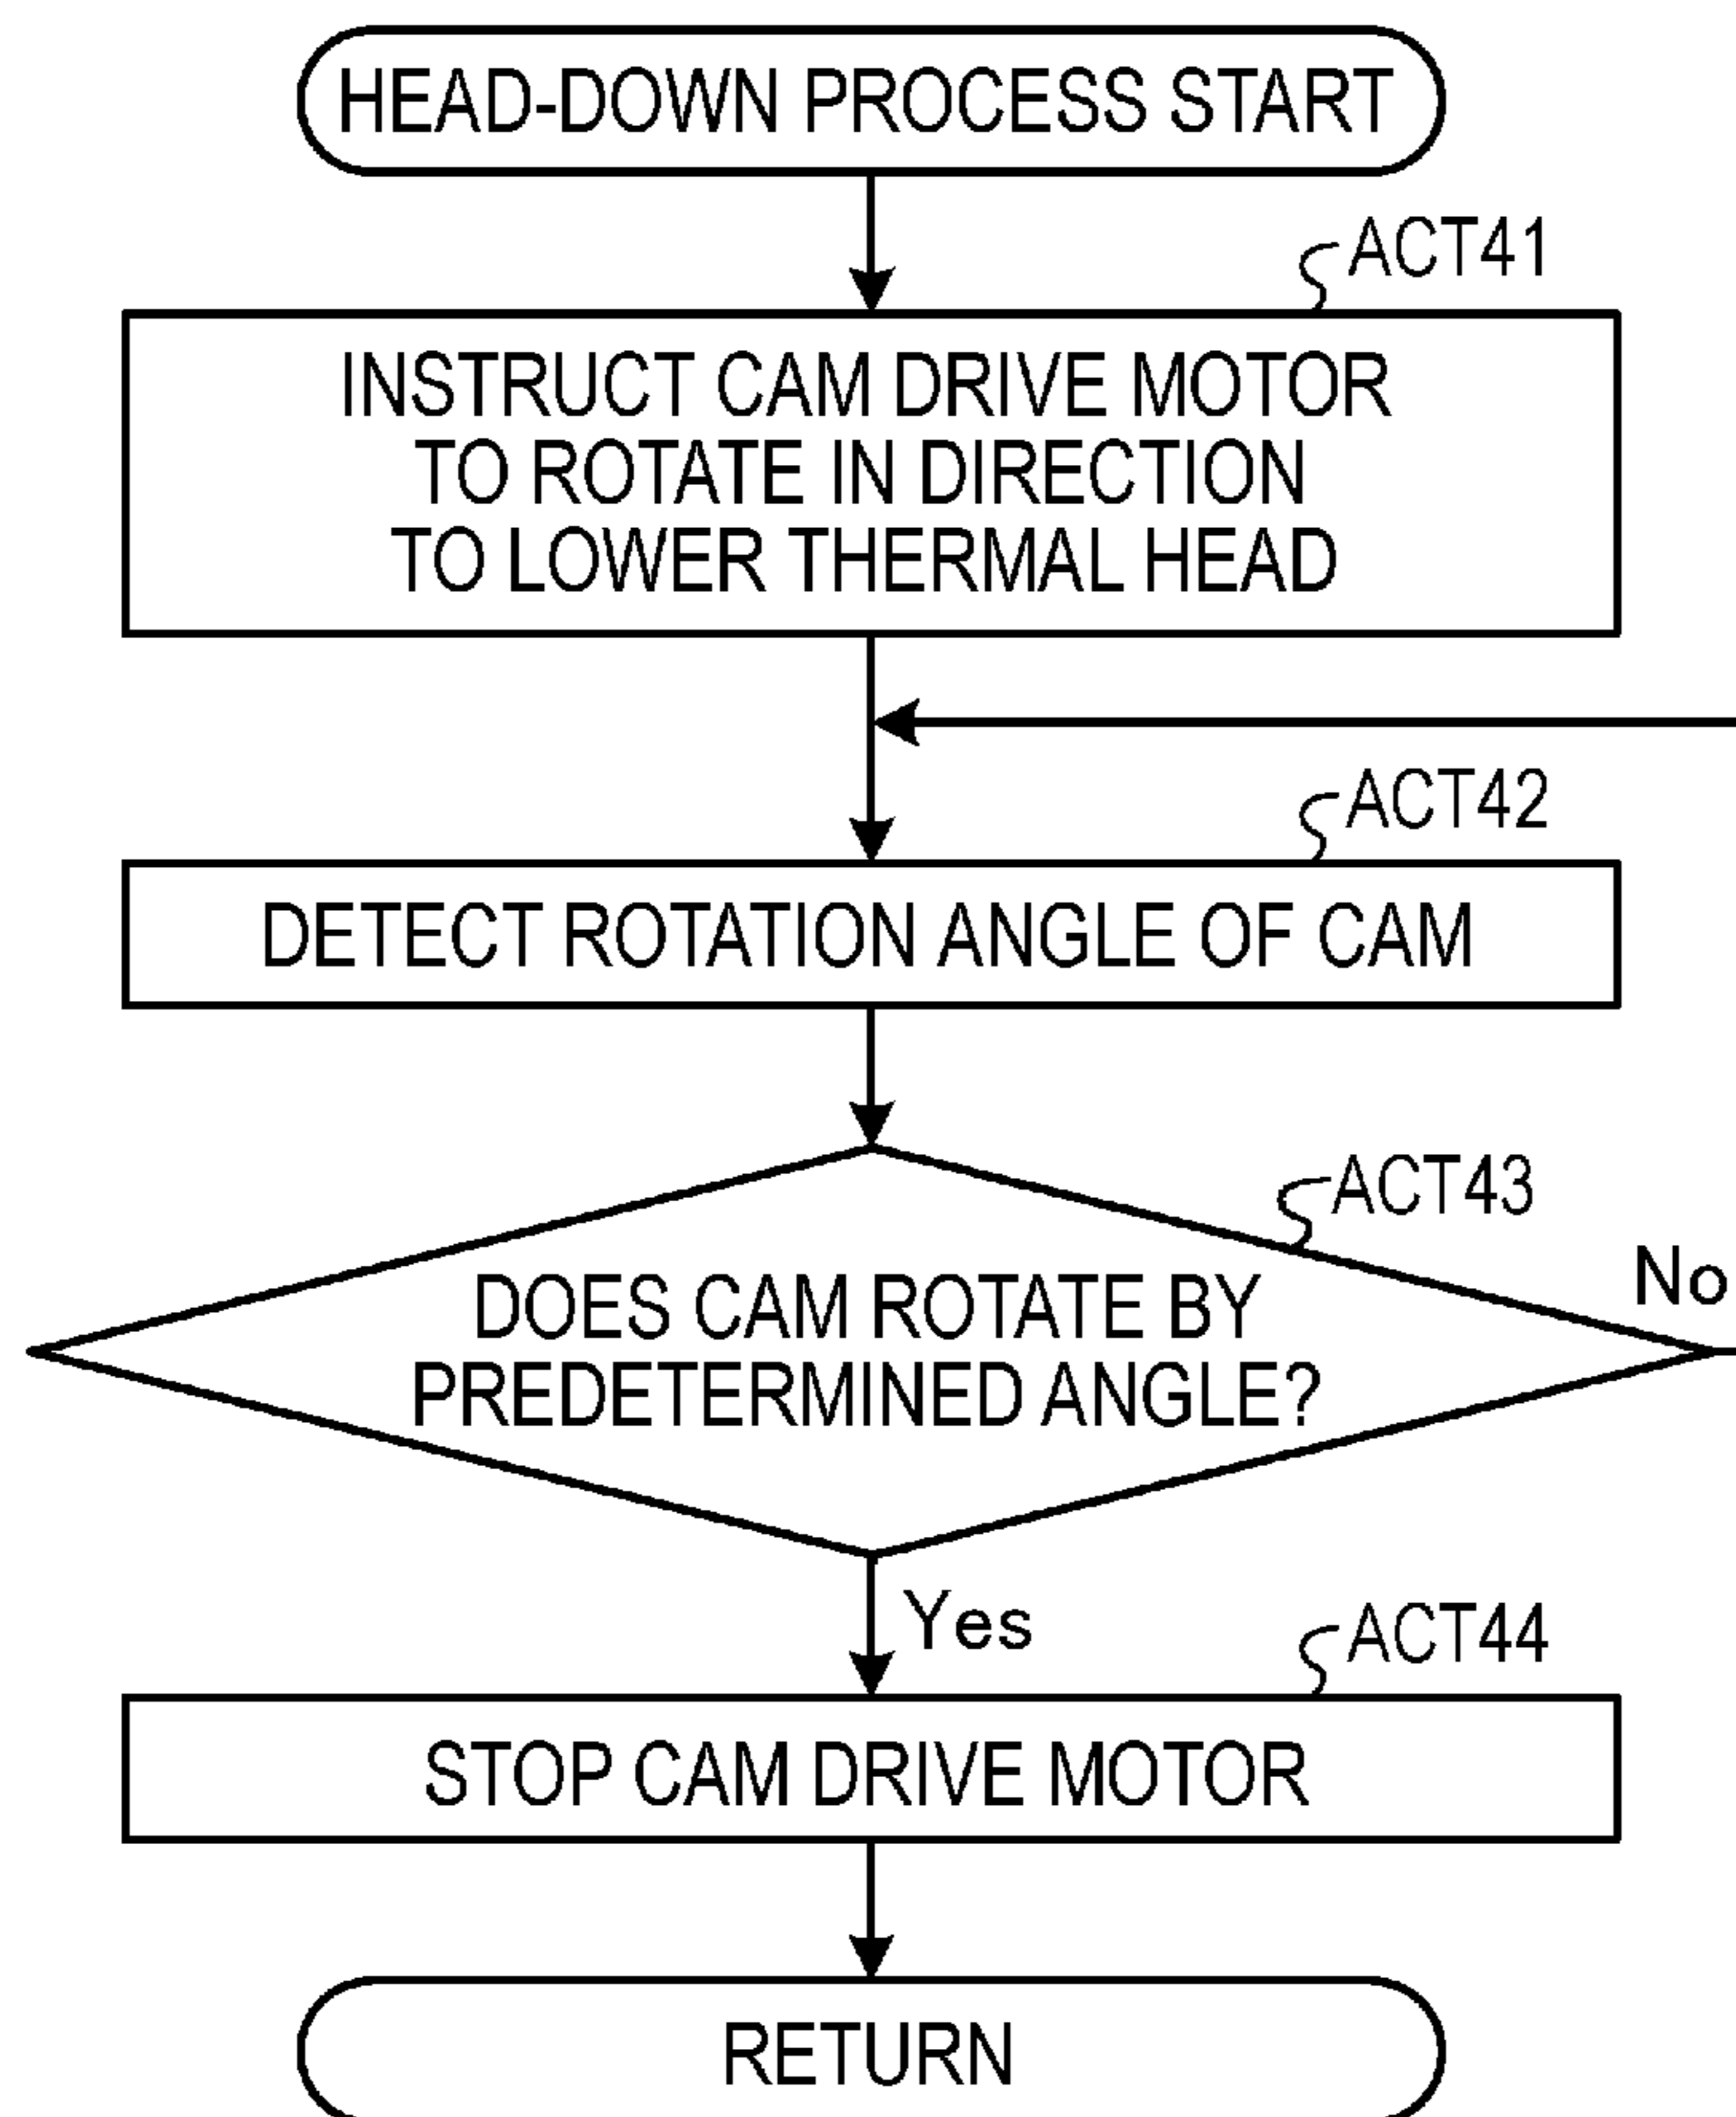 HEAD-DOWN PROCESS START
ACT41
INSTRUCT CAM DRIVE MOTOR
TO ROTATE IN DIRECTION
TO LOWER THERMAL HEAD
ACT42
DETECT ROTATION ANGLE OF CAM
ACT43
No
DOES CAM ROTATE BY
PREDETERMINED ANGLE?
Yes
ACT44
STOP CAM DRIVE MOTOR
RETURN